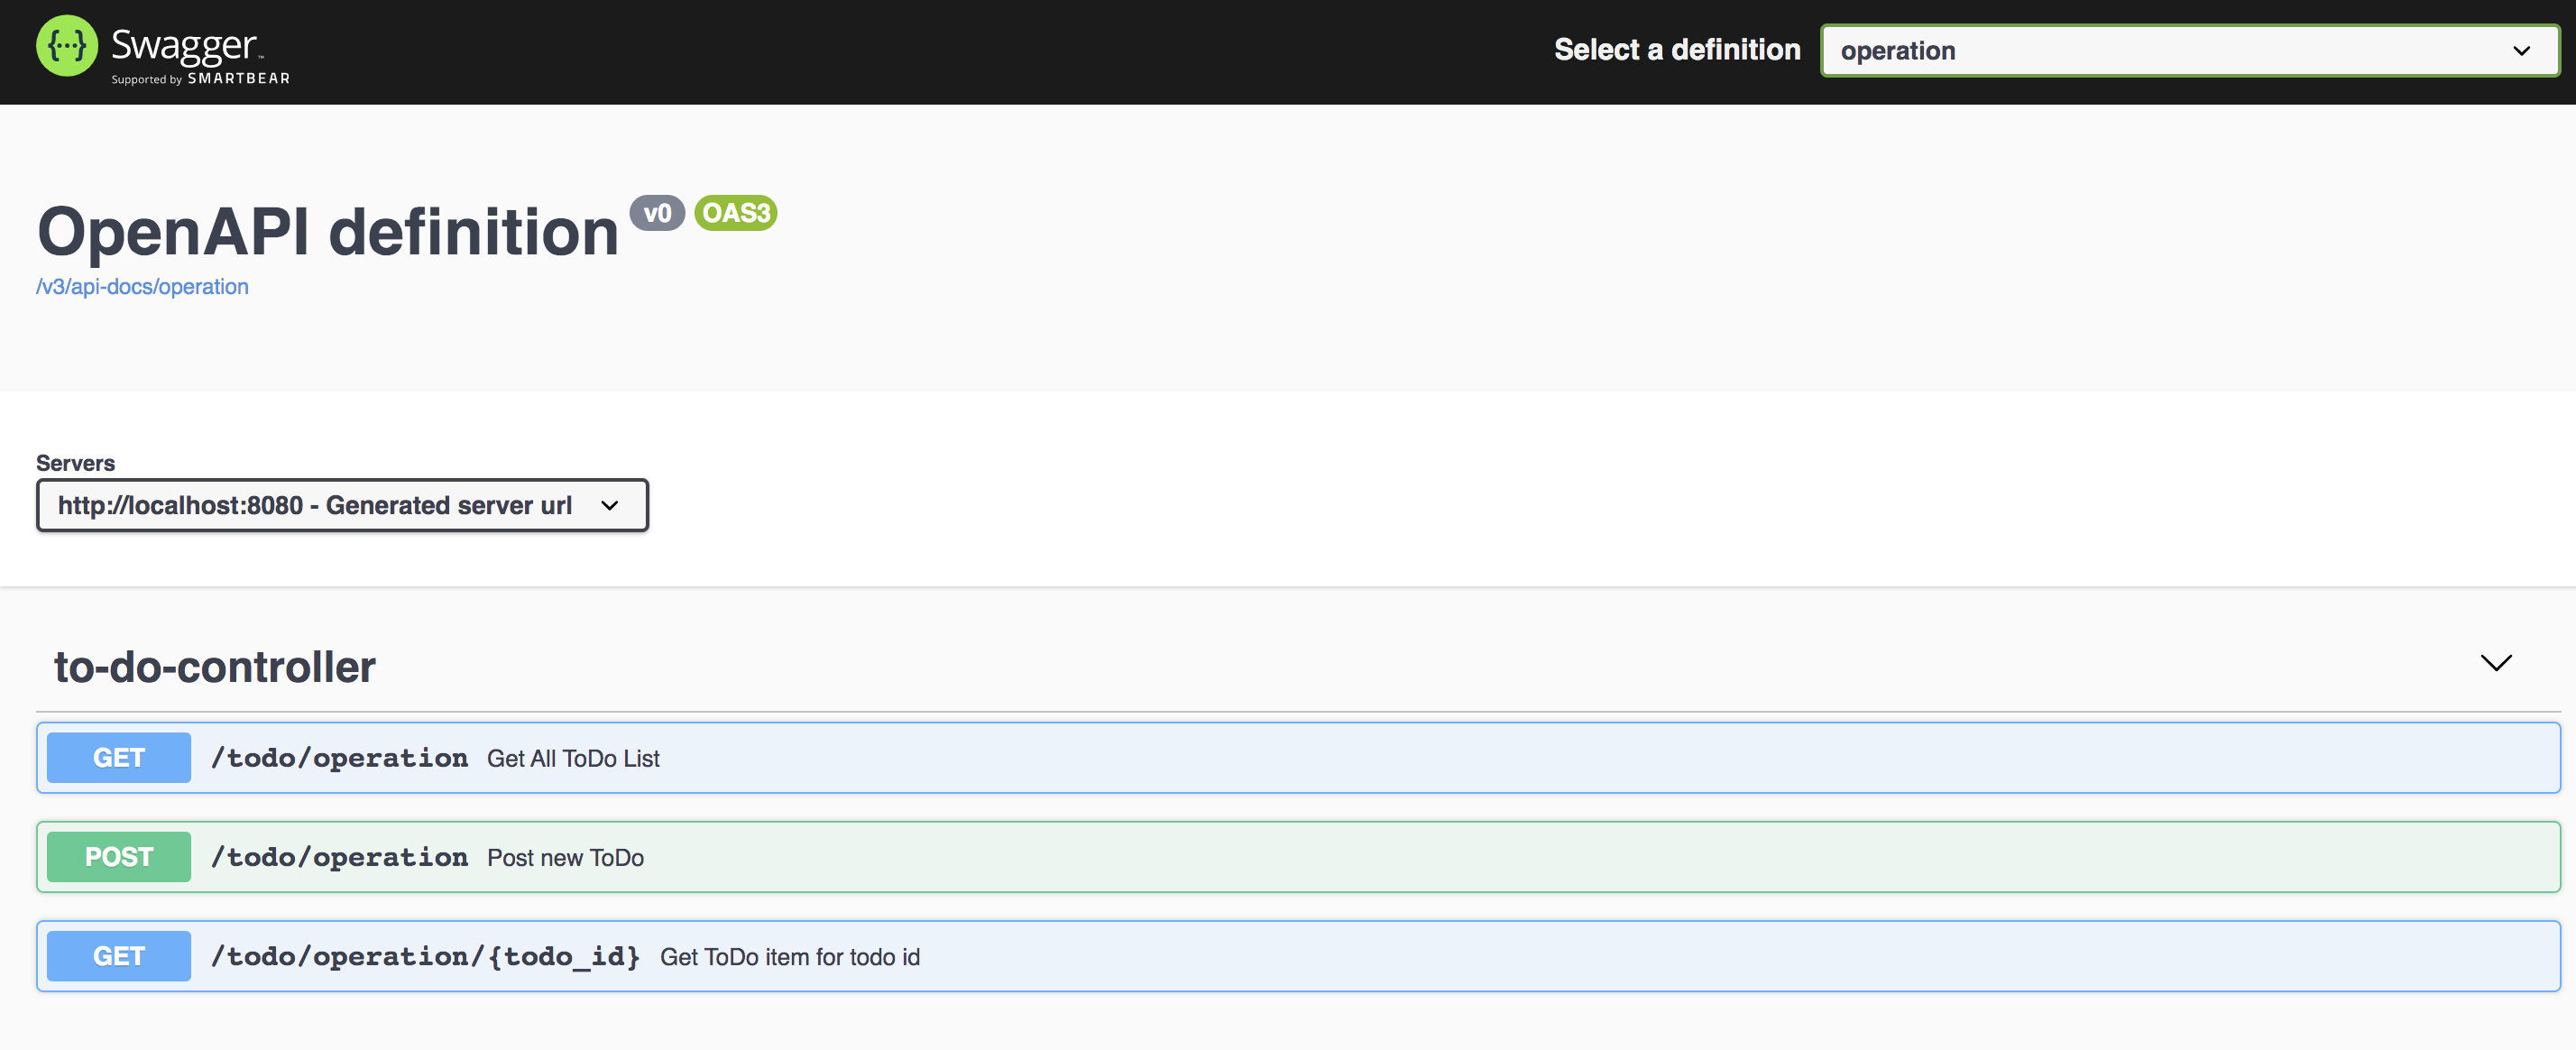 {···} Swagger™
Supported by SMARTBEAR
Select a definition
operation
OpenAPI definition v0 OAS3
/v3/api-docs/operation
Servers
http://localhost:8080 - Generated server url
to-do-controller
GET /todo/operation Get All ToDo List
POST /todo/operation Post new ToDo
GET /todo/operation/{todo_id} Get ToDo item for todo id